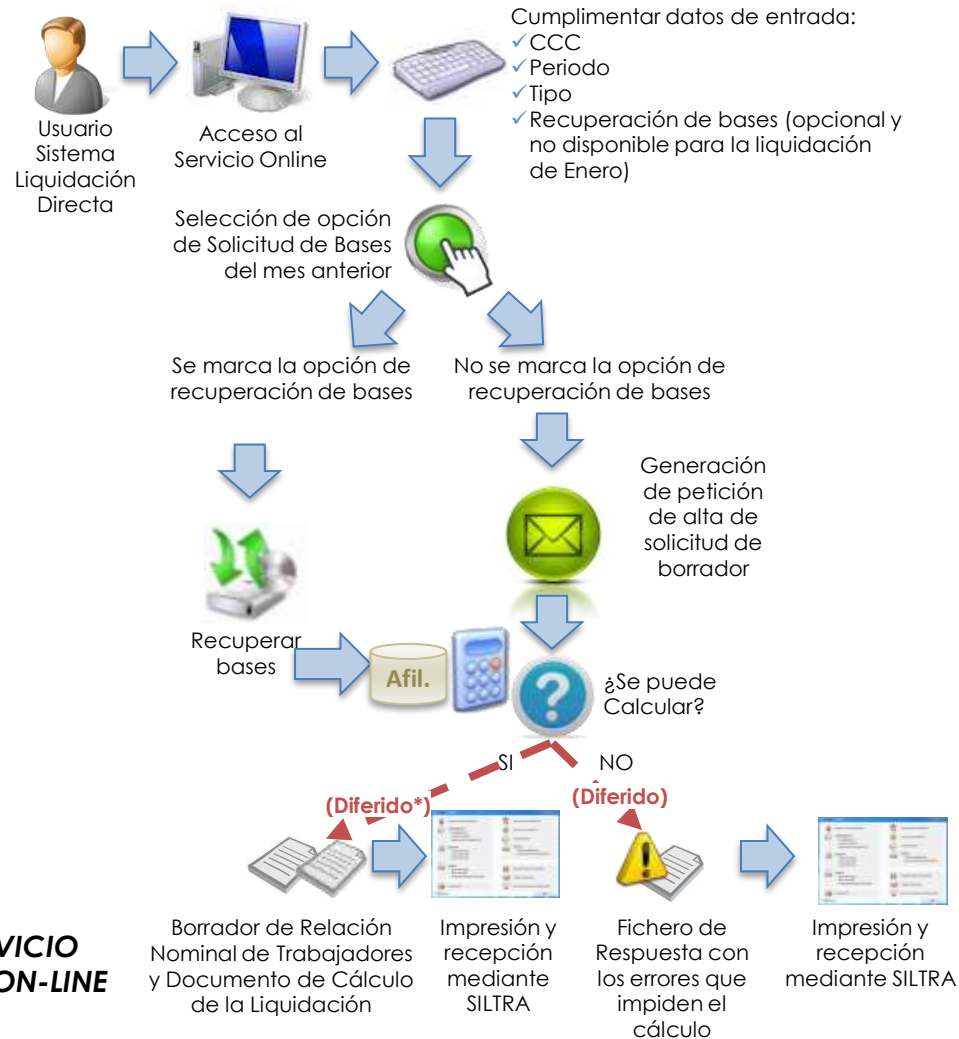 Cumplimentar datos de entrada:
✓CCC
✓Periodo
✓Tipo
✓Recuperación de bases (opcional y
no disponible para la liquidación
de Enero)
Usuario
Sistema
Liquidación
Directa
Acceso al
Servicio Online
Selección de opción
de Solicitud de Bases
del mes anterior
Se marca la opción de
recuperación de bases
No se marca la opción de
recuperación de bases
Generación
de petición
de alta de
solicitud de
borrador
Recuperar
bases
Afil.
¿Se puede
Calcular?
SI
NO
(Diferido*)
(Diferido)
Borrador de Relación
Nominal de Trabajadores
y Documento de Cálculo
de la Liquidación
Impresión y
recepción
mediante
SILTRA
Fichero de
Respuesta con
los errores que
impiden el
cálculo
Impresión y
recepción
mediante SILTRA
VICIO
ON-LINE